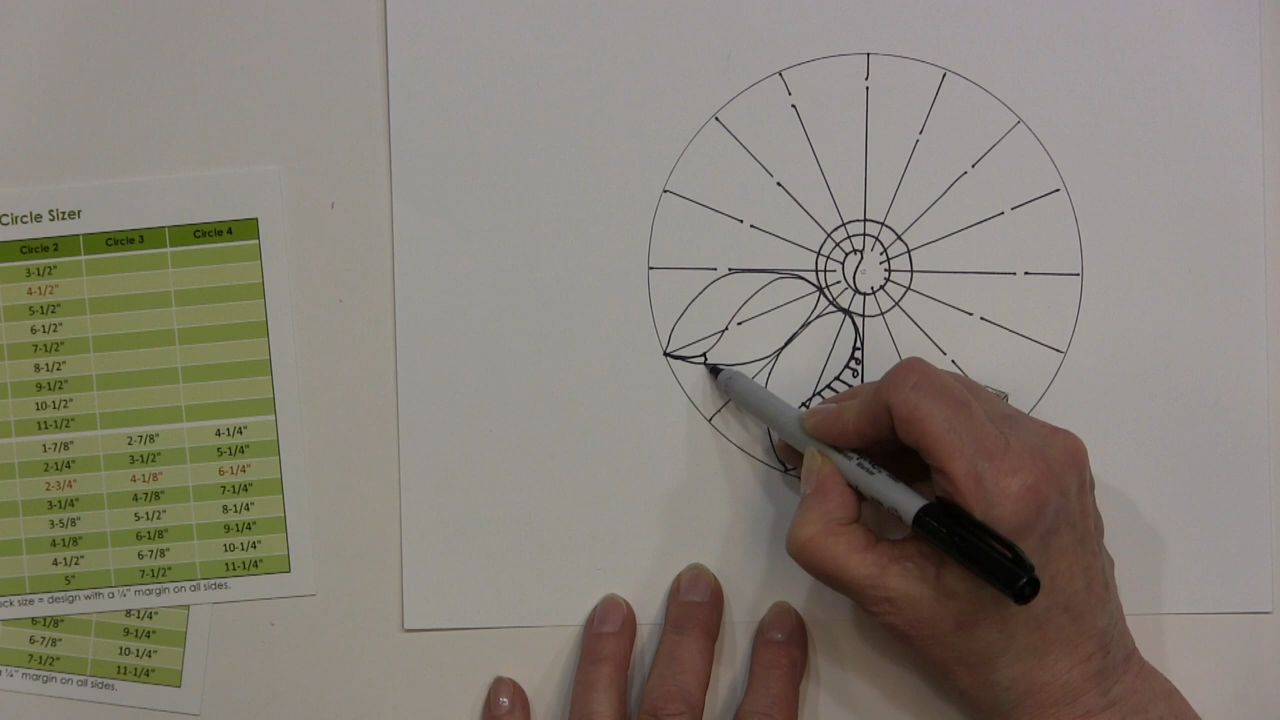 Circle Sizer
Circle 2 Circle 3 Circle 4
3-1/2"
4-1/2"
5-1/2"
6-1/2"
7-1/2"
8-1/2"
9-1/2"
10-1/2"
11-1/2"
1-7/8" 2-7/8" 4-1/4"
2-1/4" 3-1/2" 5-1/4"
2-3/4" 4-1/8" 6-1/4"
3-1/4" 4-7/8" 7-1/4"
3-5/8" 5-1/2" 8-1/4"
4-1/8" 6-1/8" 9-1/4"
4-1/2" 6-7/8" 10-1/4"
5" 7-1/2" 11-1/4"
size = design with a ¼" margin on all sides.
6-1/8" 8-1/4"
6-7/8" 9-1/4"
7-1/2" 10-1/4"
11-1/4"
¼" margin on all sides.